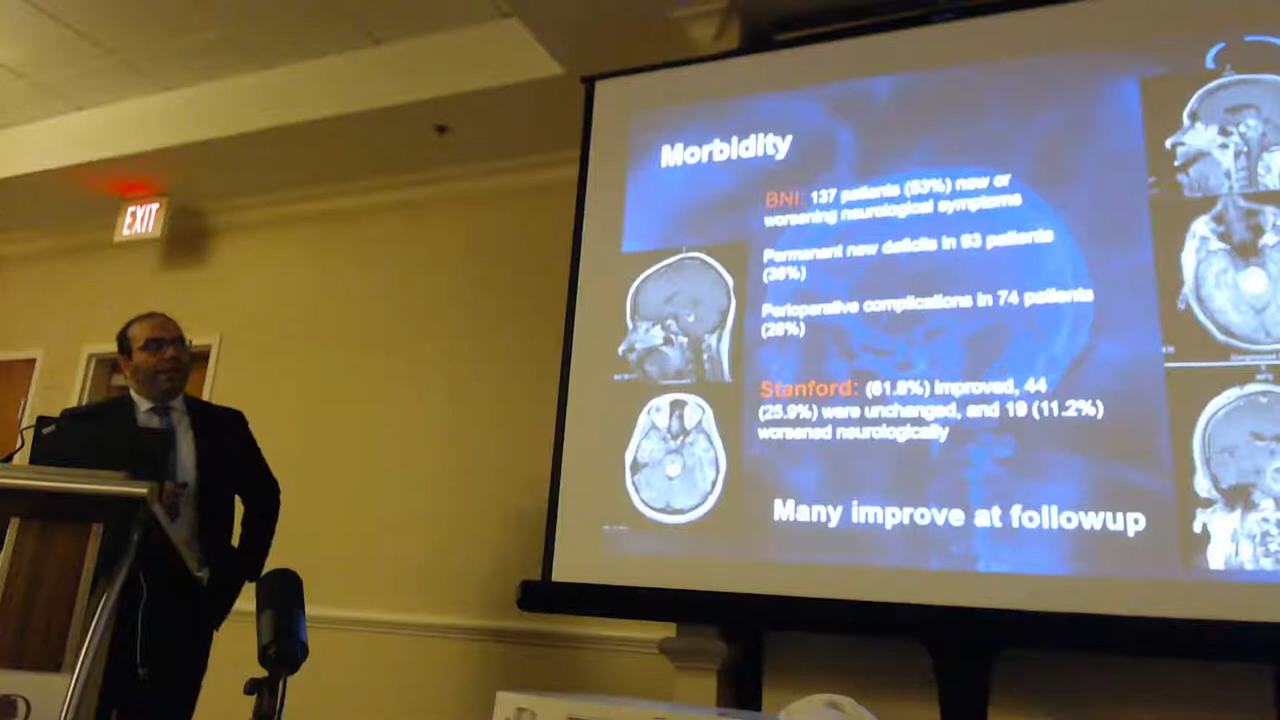 EXIT
Morbidity
BNI: 137 patients (53%) new or
worsening neurological symptoms
Permanent new deficits in 93 patients
(36%)
Perioperative complications in 74 patients
(28%)
Stanford: (61.8%) improved, 44
(25.9%) were unchanged, and 19 (11.2%)
worsened neurologically
Many improve at followup